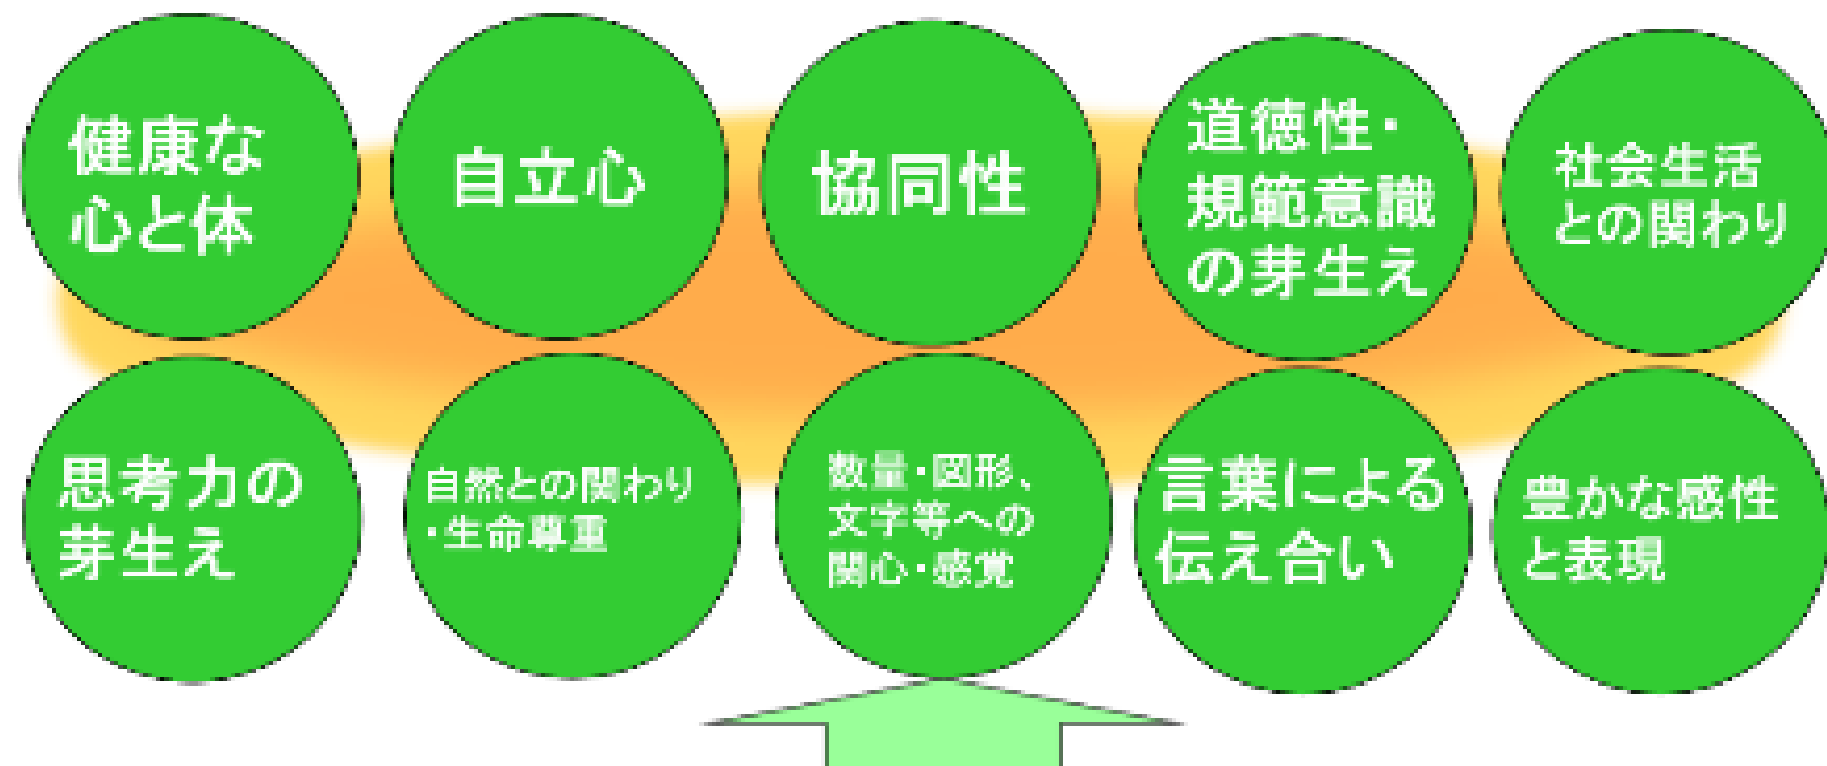 健康な
心と体
自立心
協同性
道徳性・
規範意識
の芽生え
社会生活
との関わり
思考力の
芽生え
自然との関わり
・生命尊重
数量・図形、
文字等への
関心・感覚
言葉による
伝え合い
豊かな感性
と表現